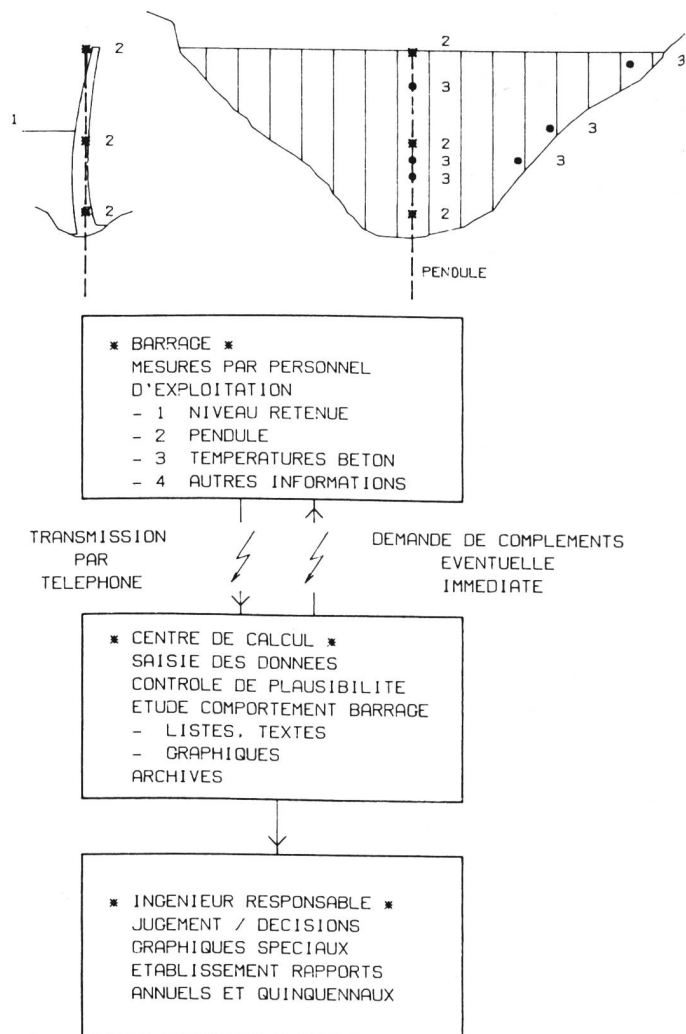 2
2
3
3
1
2
2
3
3
3
3
2
2
PENDULE
* BARRAGE *
MESURES PAR PERSONNEL
D'EXPLOITATION
- 1 NIVEAU RETENUE
- 2 PENDULE
- 3 TEMPERATURES BETON
- 4 AUTRES INFORMATIONS
TRANSMISSION
PAR
TELEPHONE
DEMANDE DE COMPLEMENTS
EVENTUELLE
IMMEDIATE
* CENTRE DE CALCUL *
SAISIE DES DONNEES
CONTROLE DE PLAUSIBILITE
ETUDE COMPORTEMENT BARRAGE
- LISTES, TEXTES
- GRAPHIQUES
ARCHIVES
* INGENIEUR RESPONSABLE *
JUGEMENT / DECISIONS
GRAPHIQUES SPECIAUX
ETABLISSEMENT RAPPORTS
ANNUELS ET QUINQUENNAUX